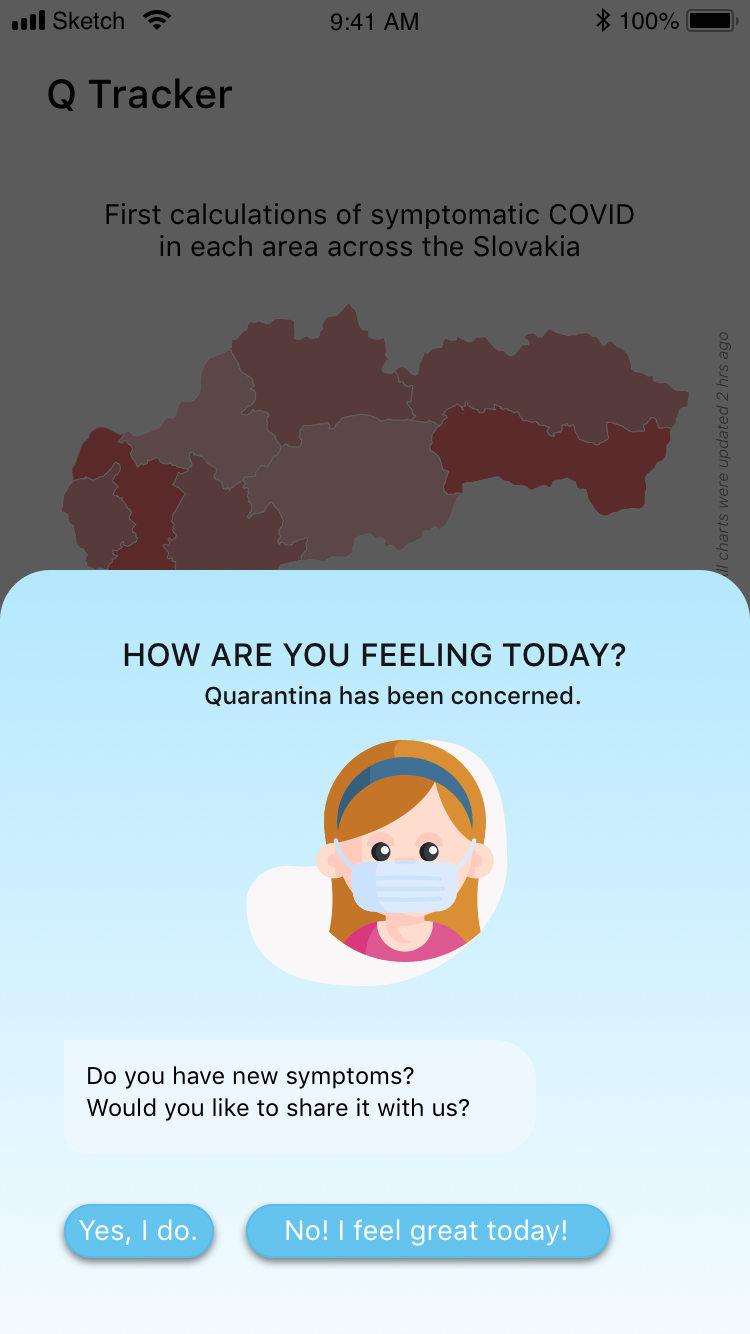 Sketch 9:41 AM 100%
Q Tracker
First calculations of symptomatic COVID
in each area across the Slovakia
ll charts were updated 2 hrs ago
HOW ARE YOU FEELING TODAY?
Quarantina has been concerned.
Do you have new symptoms?
Would you like to share it with us?
Yes, I do.
No! I feel great today!